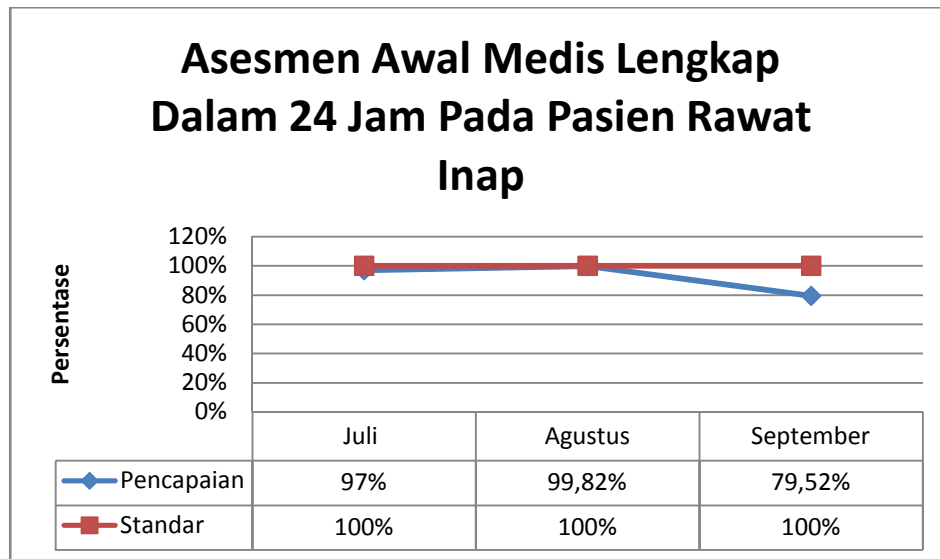 Asesmen Awal Medis Lengkap
Dalam 24 Jam Pada Pasien Rawat
Inap
Persentase
120%
100%
80%
60%
40%
20%
0%
Juli Agustus September
Pencapaian 97% 99,82% 79,52%
Standar 100% 100% 100%